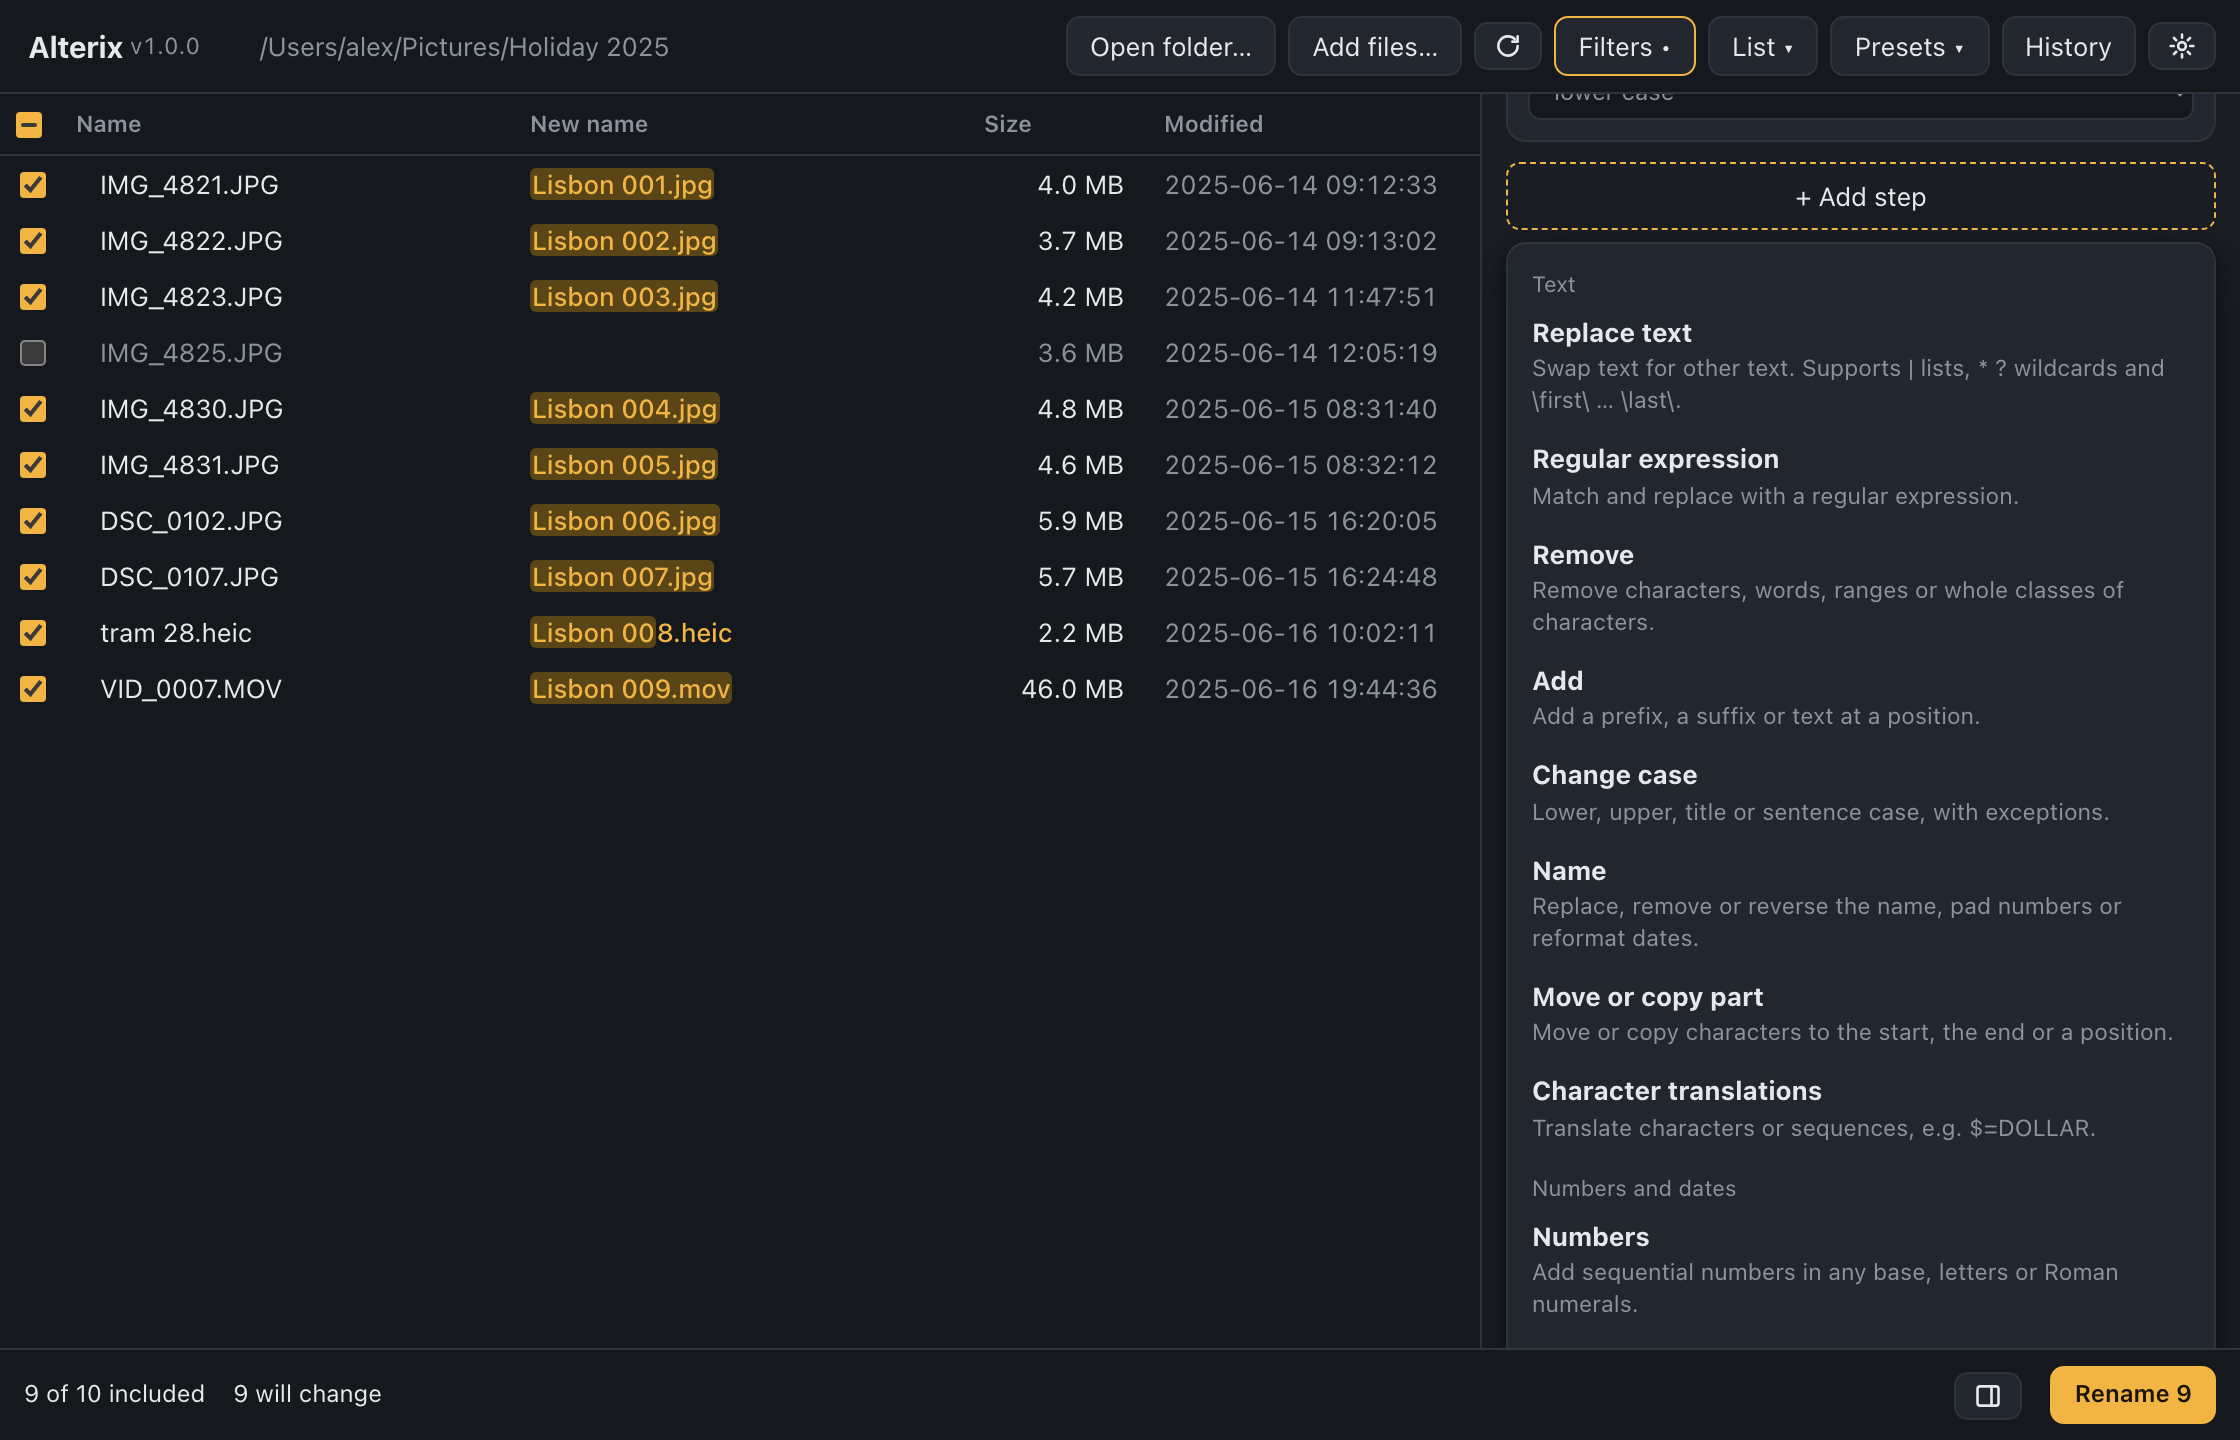 Alterix v1.0.0 /Users/alex/Pictures/Holiday 2025 Open folder... Add files... Filters • List ▾ Presets ▾ History
lower case
Name New name Size Modified
IMG_4821.JPG Lisbon 001.jpg 4.0 MB 2025-06-14 09:12:33
IMG_4822.JPG Lisbon 002.jpg 3.7 MB 2025-06-14 09:13:02
IMG_4823.JPG Lisbon 003.jpg 4.2 MB 2025-06-14 11:47:51
IMG_4825.JPG 3.6 MB 2025-06-14 12:05:19
IMG_4830.JPG Lisbon 004.jpg 4.8 MB 2025-06-15 08:31:40
IMG_4831.JPG Lisbon 005.jpg 4.6 MB 2025-06-15 08:32:12
DSC_0102.JPG Lisbon 006.jpg 5.9 MB 2025-06-15 16:20:05
DSC_0107.JPG Lisbon 007.jpg 5.7 MB 2025-06-15 16:24:48
tram 28.heic Lisbon 008.heic 2.2 MB 2025-06-16 10:02:11
VID_0007.MOV Lisbon 009.mov 46.0 MB 2025-06-16 19:44:36
+ Add step
Text
Replace text
Swap text for other text. Supports | lists, * ? wildcards and
\first\ ... \last\.
Regular expression
Match and replace with a regular expression.
Remove
Remove characters, words, ranges or whole classes of
characters.
Add
Add a prefix, a suffix or text at a position.
Change case
Lower, upper, title or sentence case, with exceptions.
Name
Replace, remove or reverse the name, pad numbers or
reformat dates.
Move or copy part
Move or copy characters to the start, the end or a position.
Character translations
Translate characters or sequences, e.g. $=DOLLAR.
Numbers and dates
Numbers
Add sequential numbers in any base, letters or Roman
numerals.
9 of 10 included 9 will change Rename 9